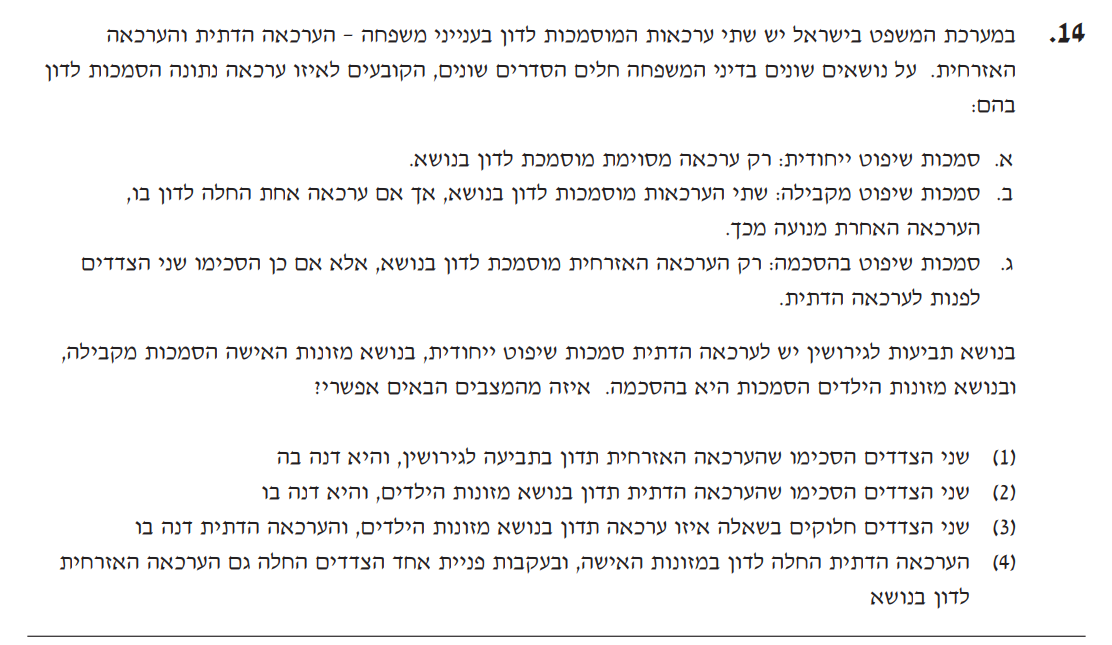 14. במערכת המשפט בישראל יש שתי ערכאות המוסמכות לדון בענייני משפחה – הערכאה הדתית והערכאה
האזרחית. על נושאים שונים בדיני המשפחה חלים הסדרים שונים, הקובעים לאיזו ערכאה נתונה הסמכות לדון
בהם:
א. סמכות שיפוט ייחודית: רק ערכאה מסוימת מוסמכת לדון בנושא.
ב. סמכות שיפוט מקבילה: שתי הערכאות מוסמכות לדון בנושא, אך אם ערכאה אחת החלה לדון בו,
הערכאה האחרת מנועה מכך.
ג. סמכות שיפוט בהסכמה: רק הערכאה האזרחית מוסמכת לדון בנושא, אלא אם כן הסכימו שני הצדדים
לפנות לערכאה הדתית.
בנושא תביעות לגירושין יש לערכאה הדתית סמכות שיפוט ייחודית, בנושא מזונות האישה הסמכות מקבילה,
ובנושא מזונות הילדים הסמכות היא בהסכמה. איזה מהמצבים הבאים אפשרי?
(1) שני הצדדים הסכימו שהערכאה האזרחית תדון בתביעה לגירושין, והיא דנה בה
(2) שני הצדדים הסכימו שהערכאה הדתית תדון בנושא מזונות הילדים, והיא דנה בו
(3) שני הצדדים חלוקים בשאלה איזו ערכאה תדון בנושא מזונות הילדים, והערכאה הדתית דנה בו
(4) הערכאה הדתית החלה לדון במזונות האישה, ובעקבות פניית אחד הצדדים החלה גם הערכאה האזרחית
לדון בנושא